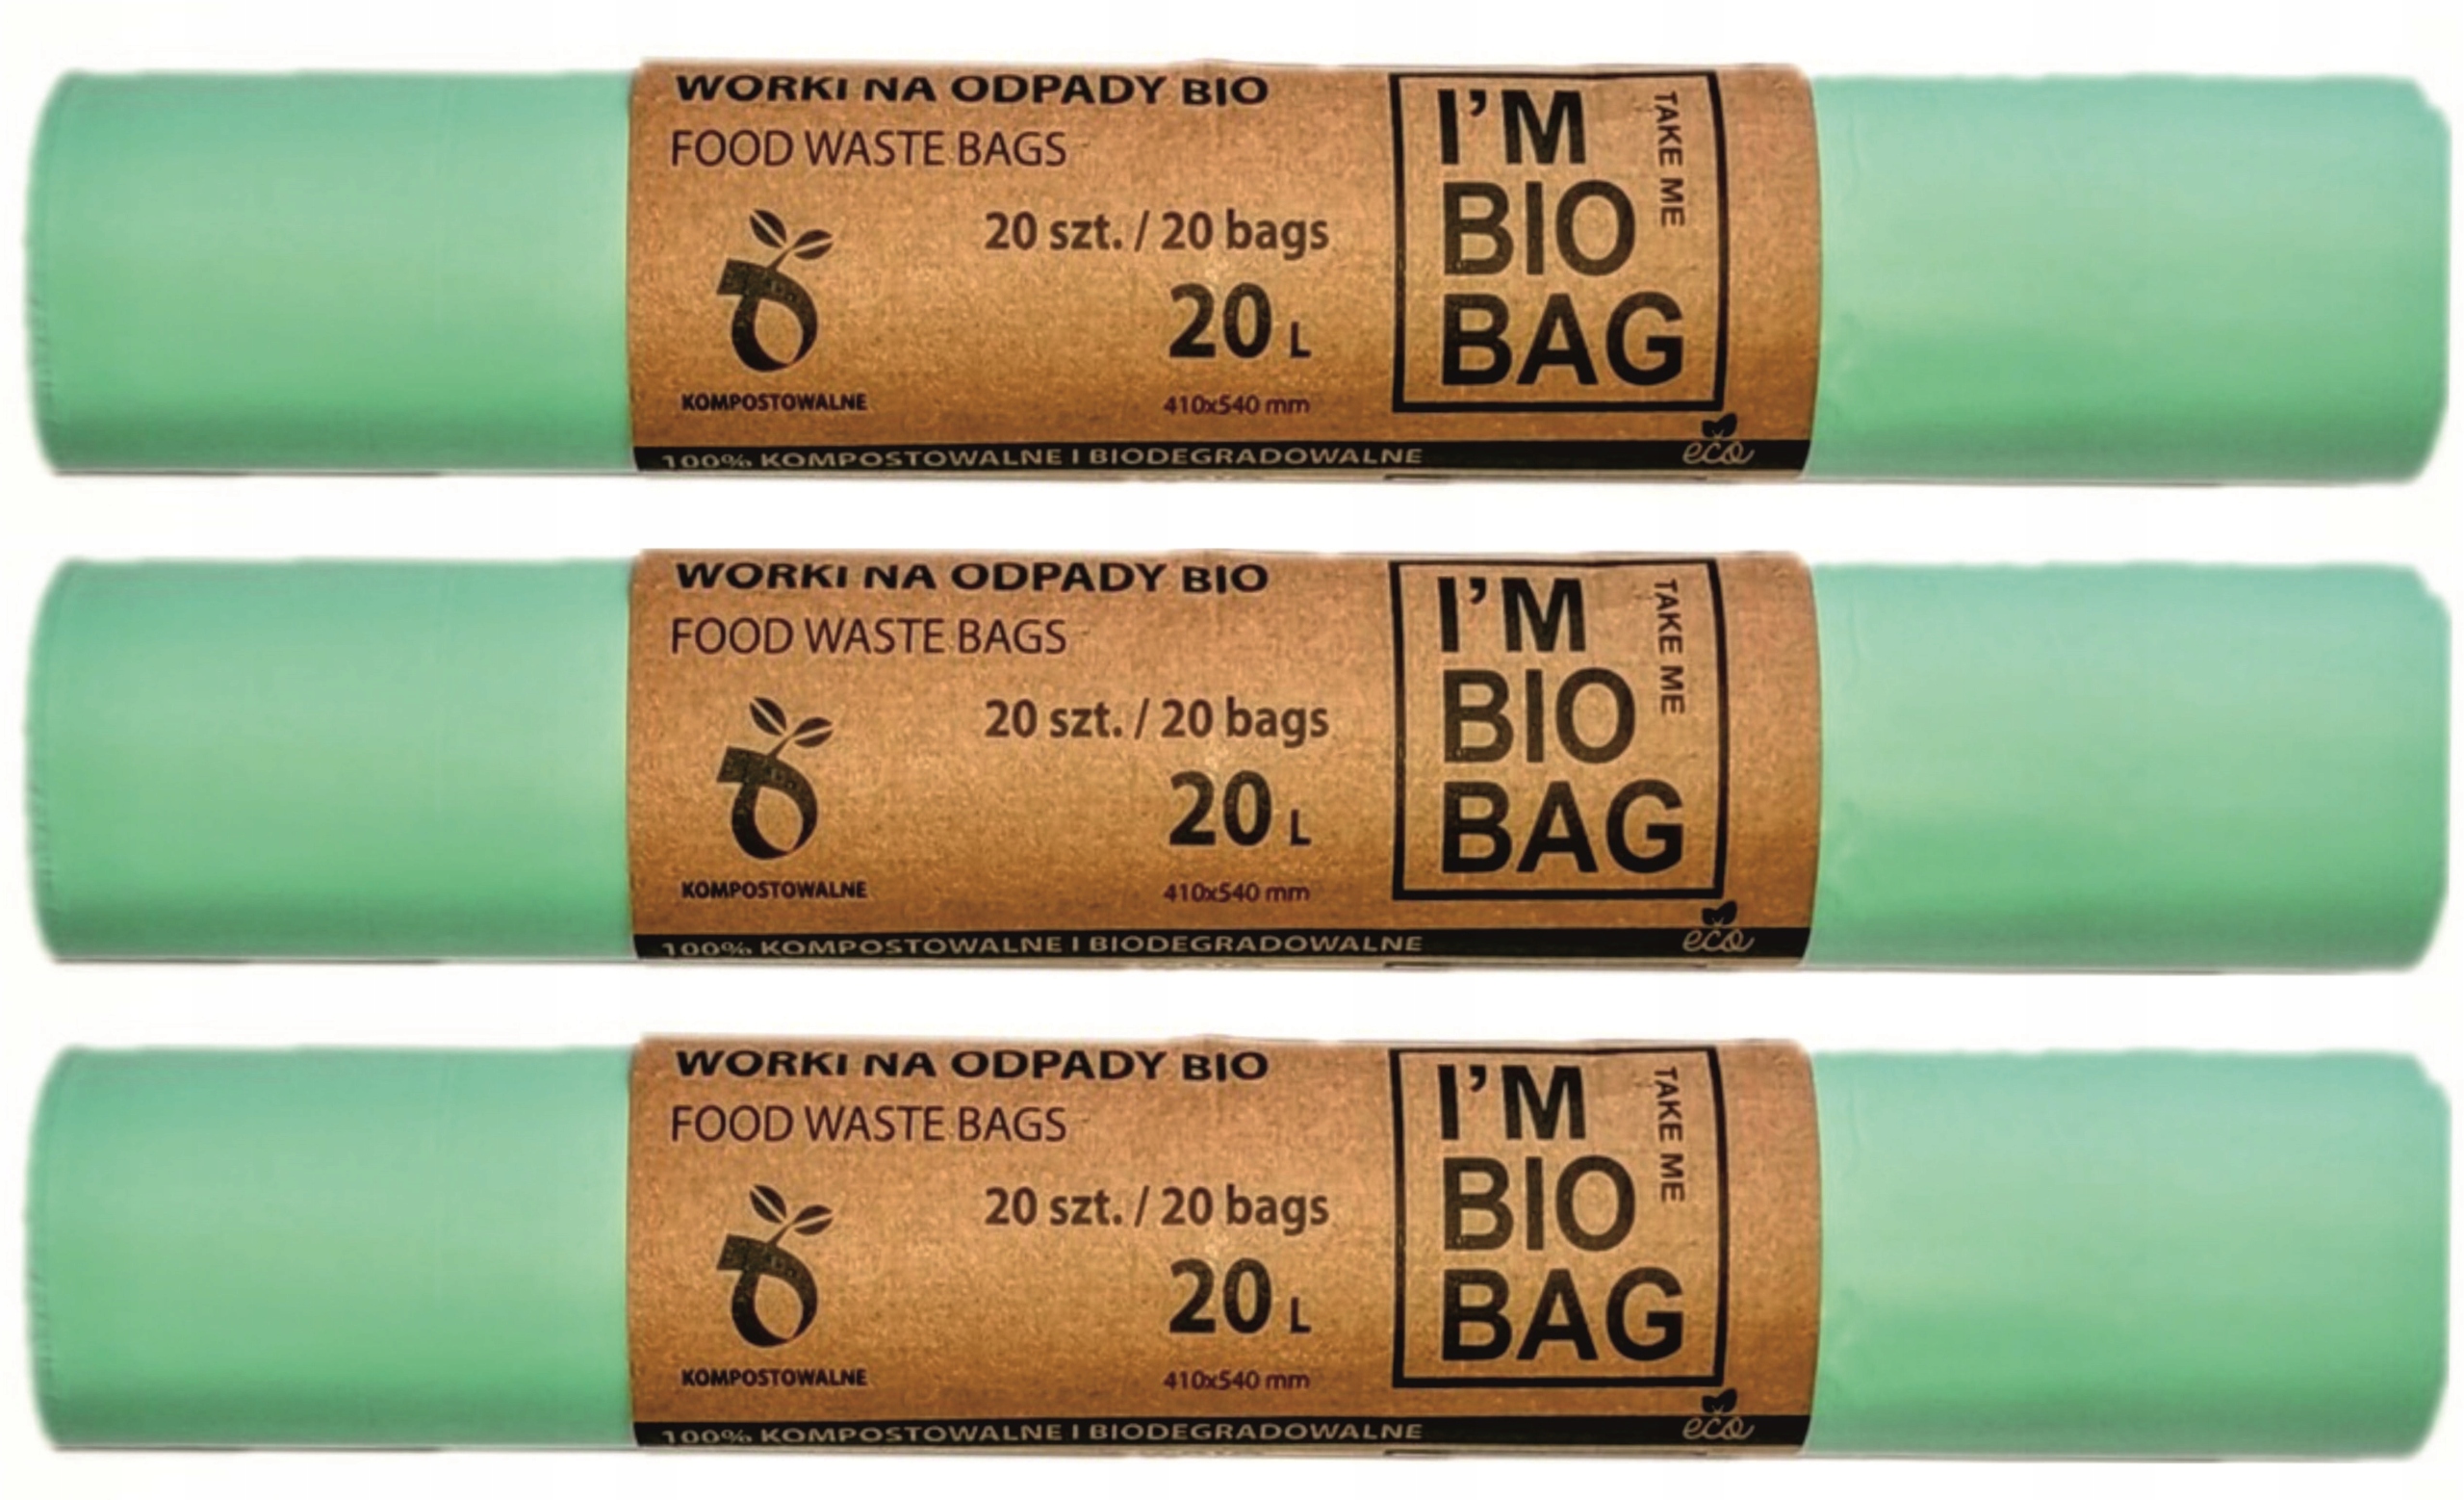 WORKI NA ODPADY BIO
FOOD WASTE BAGS
20 szt. / 20 bags
20 L
KOMPOSTOWALNE
410x540 mm
I'M
BIO
BAG
TAKE ME
100% KOMPOSTOWALNE I BIODEGRADOWALNE
eco
WORKI NA ODPADY BIO
FOOD WASTE BAGS
20 szt. / 20 bags
20 L
KOMPOSTOWALNE
410x540 mm
I'M
BIO
BAG
TAKE ME
100% KOMPOSTOWALNE I BIODEGRADOWALNE
eco
WORKI NA ODPADY BIO
FOOD WASTE BAGS
20 szt. / 20 bags
20 L
KOMPOSTOWALNE
410x540 mm
I'M
BIO
BAG
TAKE ME
100% KOMPOSTOWALNE I BIODEGRADOWALNE
eco